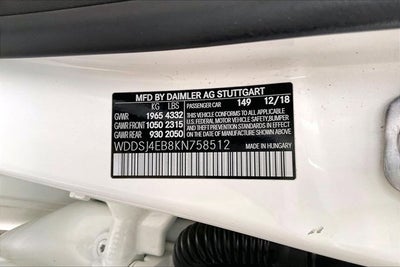 MFD BY DAIMLER AG STUTTGART
KG LBS PASSENGER CAR 149 12/18
GVWR 1965 4332 THIS VEHICLE CONFORMS TO ALL APPLICABLE
GAWR FRONT 1050 2315 U.S. FEDERAL MOTOR VEHICLE SAFETY, BUMPER
AND THEFT PREVENTION STANDARDS IN EFFECT
GAWR REAR 930 2050 ON THE DATE OF MANUFACTURE SHOWN ABOVE
WDDSJ4EB8KN758512 MADE IN HUNGARY